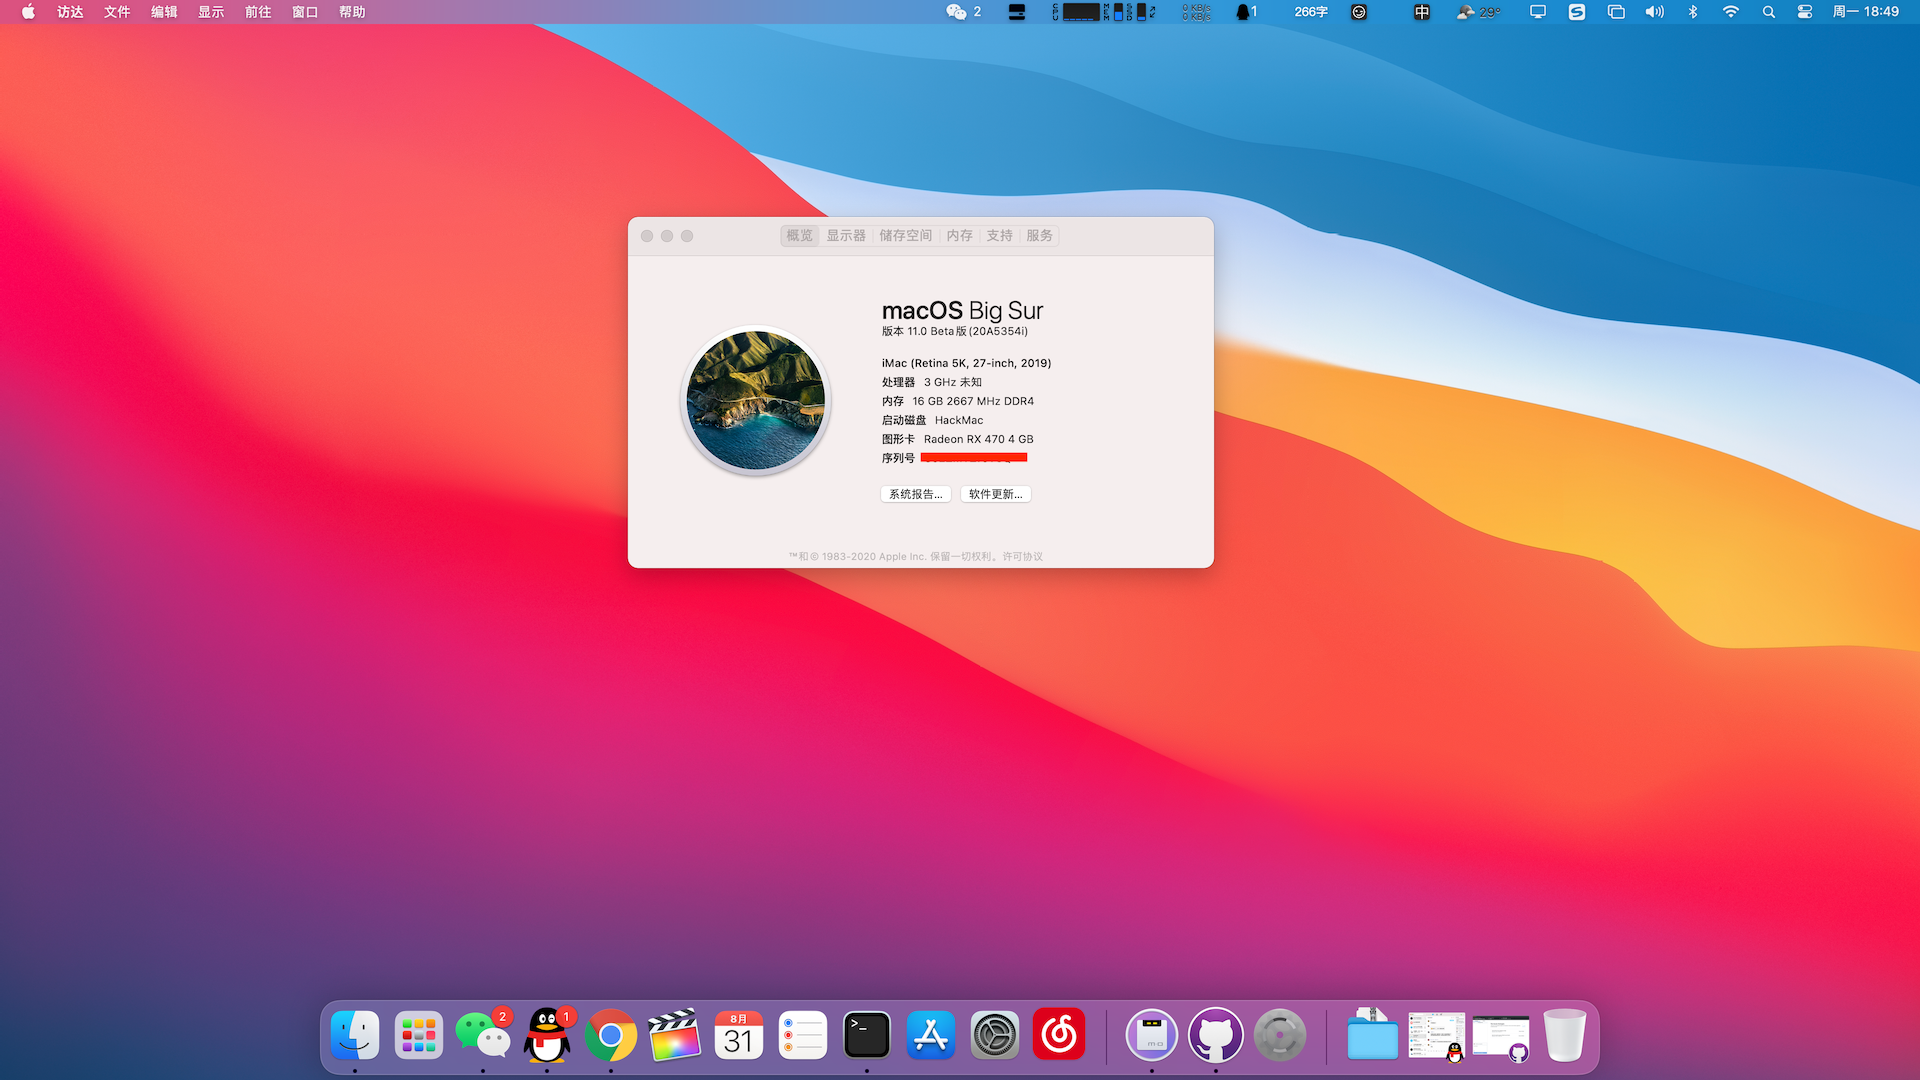 访达 文件 编辑 显示 前往 窗口 帮助
2
CPU MEM SSD
0 KB/s
0 KB/s
1
266字
中
29°
周一 18:49
概览 显示器 储存空间 内存 支持 服务
macOS Big Sur
版本 11.0 Beta版 (20A5354i)
iMac (Retina 5K, 27-inch, 2019)
处理器 3 GHz 未知
内存 16 GB 2667 MHz DDR4
启动磁盘 HackMac
图形卡 Radeon RX 470 4 GB
序列号
系统报告... 软件更新...
™和© 1983-2020 Apple Inc. 保留一切权利。许可协议
2
1
8月
31
>_